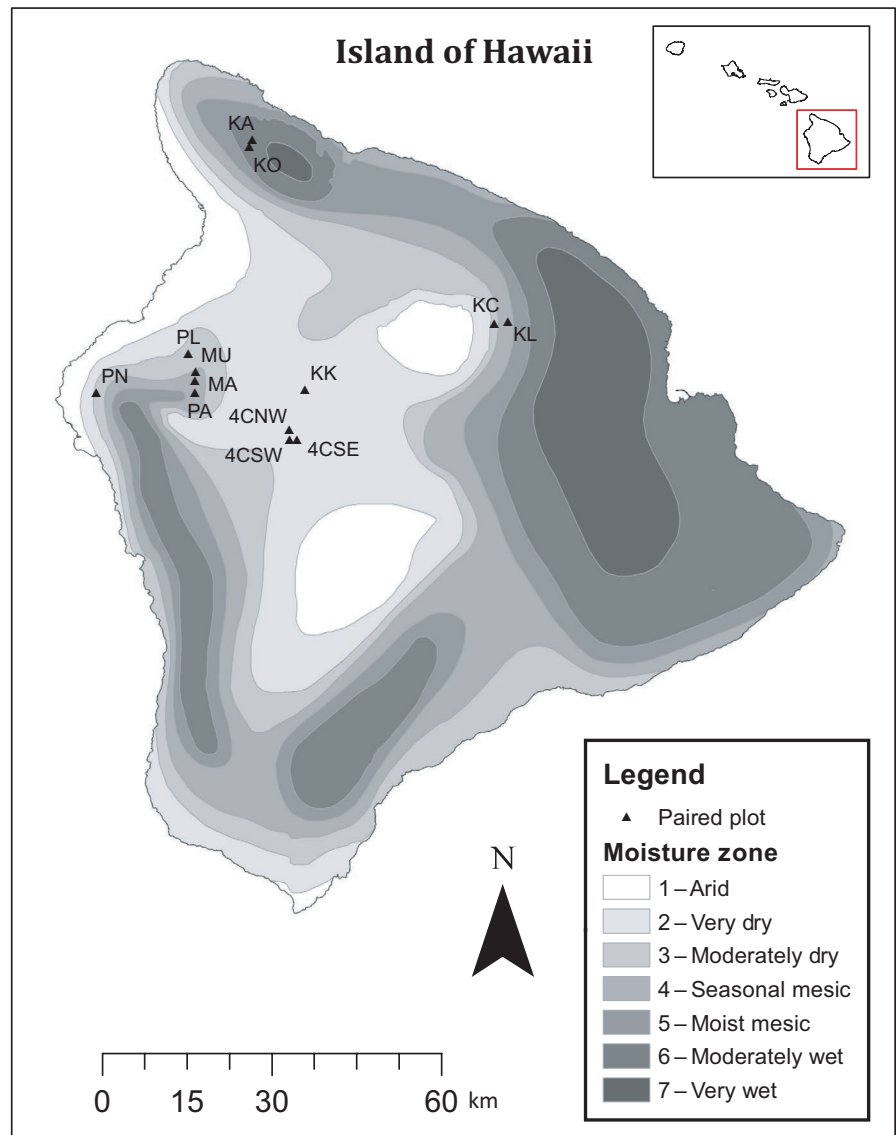 Island of Hawaii
KA
KO
KC
KL
PL
MU
PN
MA
KK
PA
4CNW
4CSW
4CSE
N
Legend
Paired plot
Moisture zone
1 – Arid
2 – Very dry
3 – Moderately dry
4 – Seasonal mesic
5 – Moist mesic
6 – Moderately wet
7 – Very wet
0 15 30 60 km